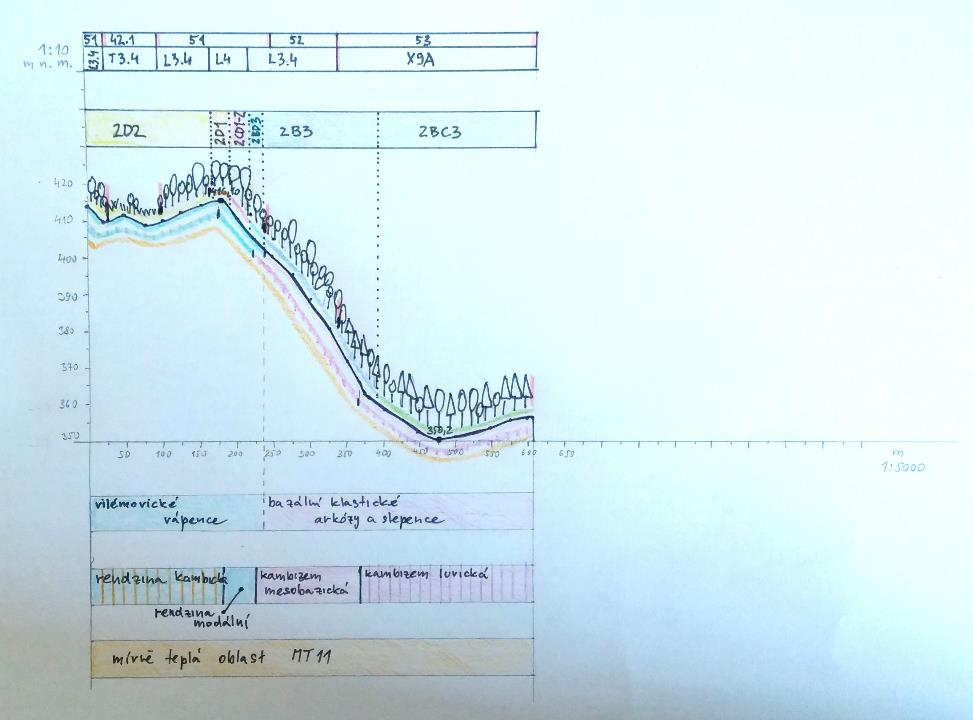 1:10
m n. m.
51 42.1 51 52 53
L3.4 T3.4 L3.4 L4 L3.4 X9A
2D2 2D1 2BD3 2B3 2BC3
420
410
400
390
380
370
360
350
350,2
50 100 150 200 250 300 350 400 450 500 550 600 650
m
1:5000
vilémovické
vápence
bazální klastické
arkózy a slepence
rendzina kambická
kambizem
mesobazická
kambizem luvická
rendzina
modální
mírně teplá oblast MT11